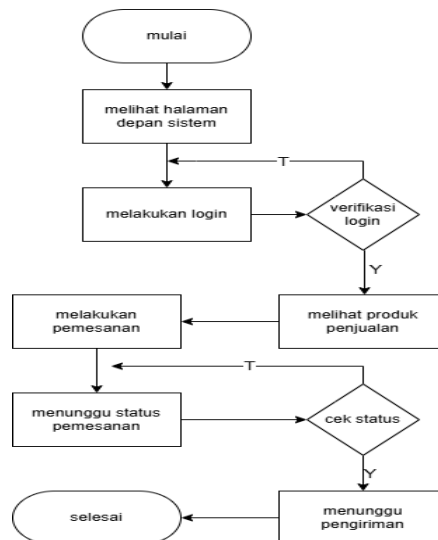 mulai
melihat halaman
depan sistem
T
melakukan login
verifikasi
login
Y
melakukan
pemesanan
melihat produk
penjualan
T
menunggu status
pemesanan
cek status
Y
selesai
menunggu
pengiriman